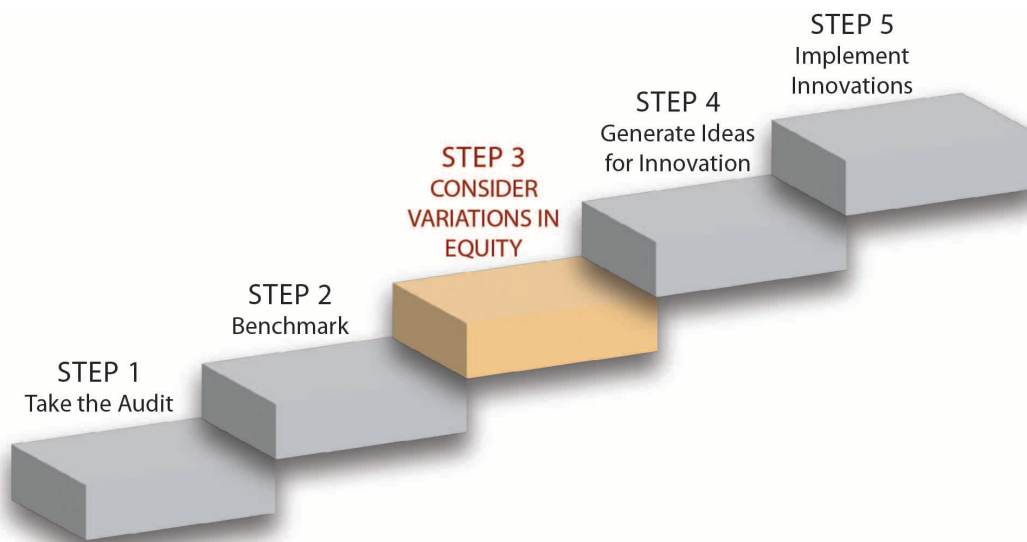 STEP 1
Take the Audit
STEP 2
Benchmark
STEP 3
CONSIDER
VARIATIONS IN
EQUITY
STEP 4
Generate Ideas
for Innovation
STEP 5
Implement
Innovations